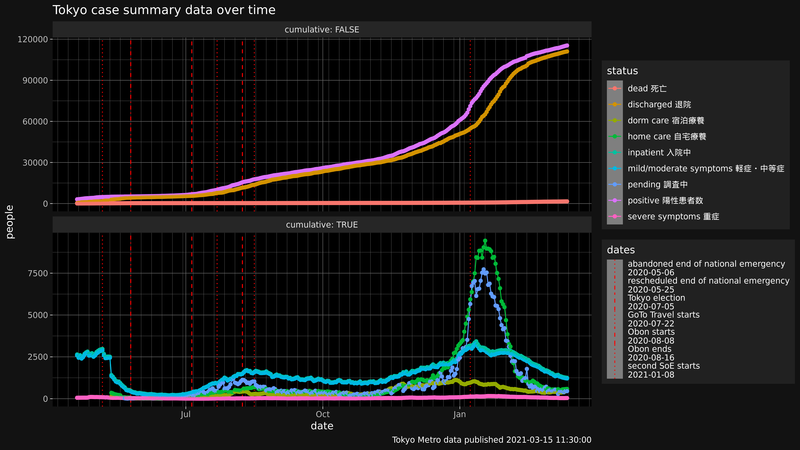 Tokyo case summary data over time
cumulative: FALSE
120000
90000
60000
30000
0
cumulative: TRUE
7500
5000
2500
0
people
Jul
Oct
Jan
date
status
dead 死亡
discharged 退院
dorm care 宿泊療養
home care 自宅療養
inpatient 入院中
mild/moderate symptoms 軽症・中等症
pending 調査中
positive 陽性患者数
severe symptoms 重症
dates
abandoned end of national emergency
2020-05-06
rescheduled end of national emergency
2020-05-25
Tokyo election
2020-07-05
GoTo Travel starts
2020-07-22
Obon starts
2020-08-08
Obon ends
2020-08-16
second SoE starts
2021-01-08
Tokyo Metro data published 2021-03-15 11:30:00